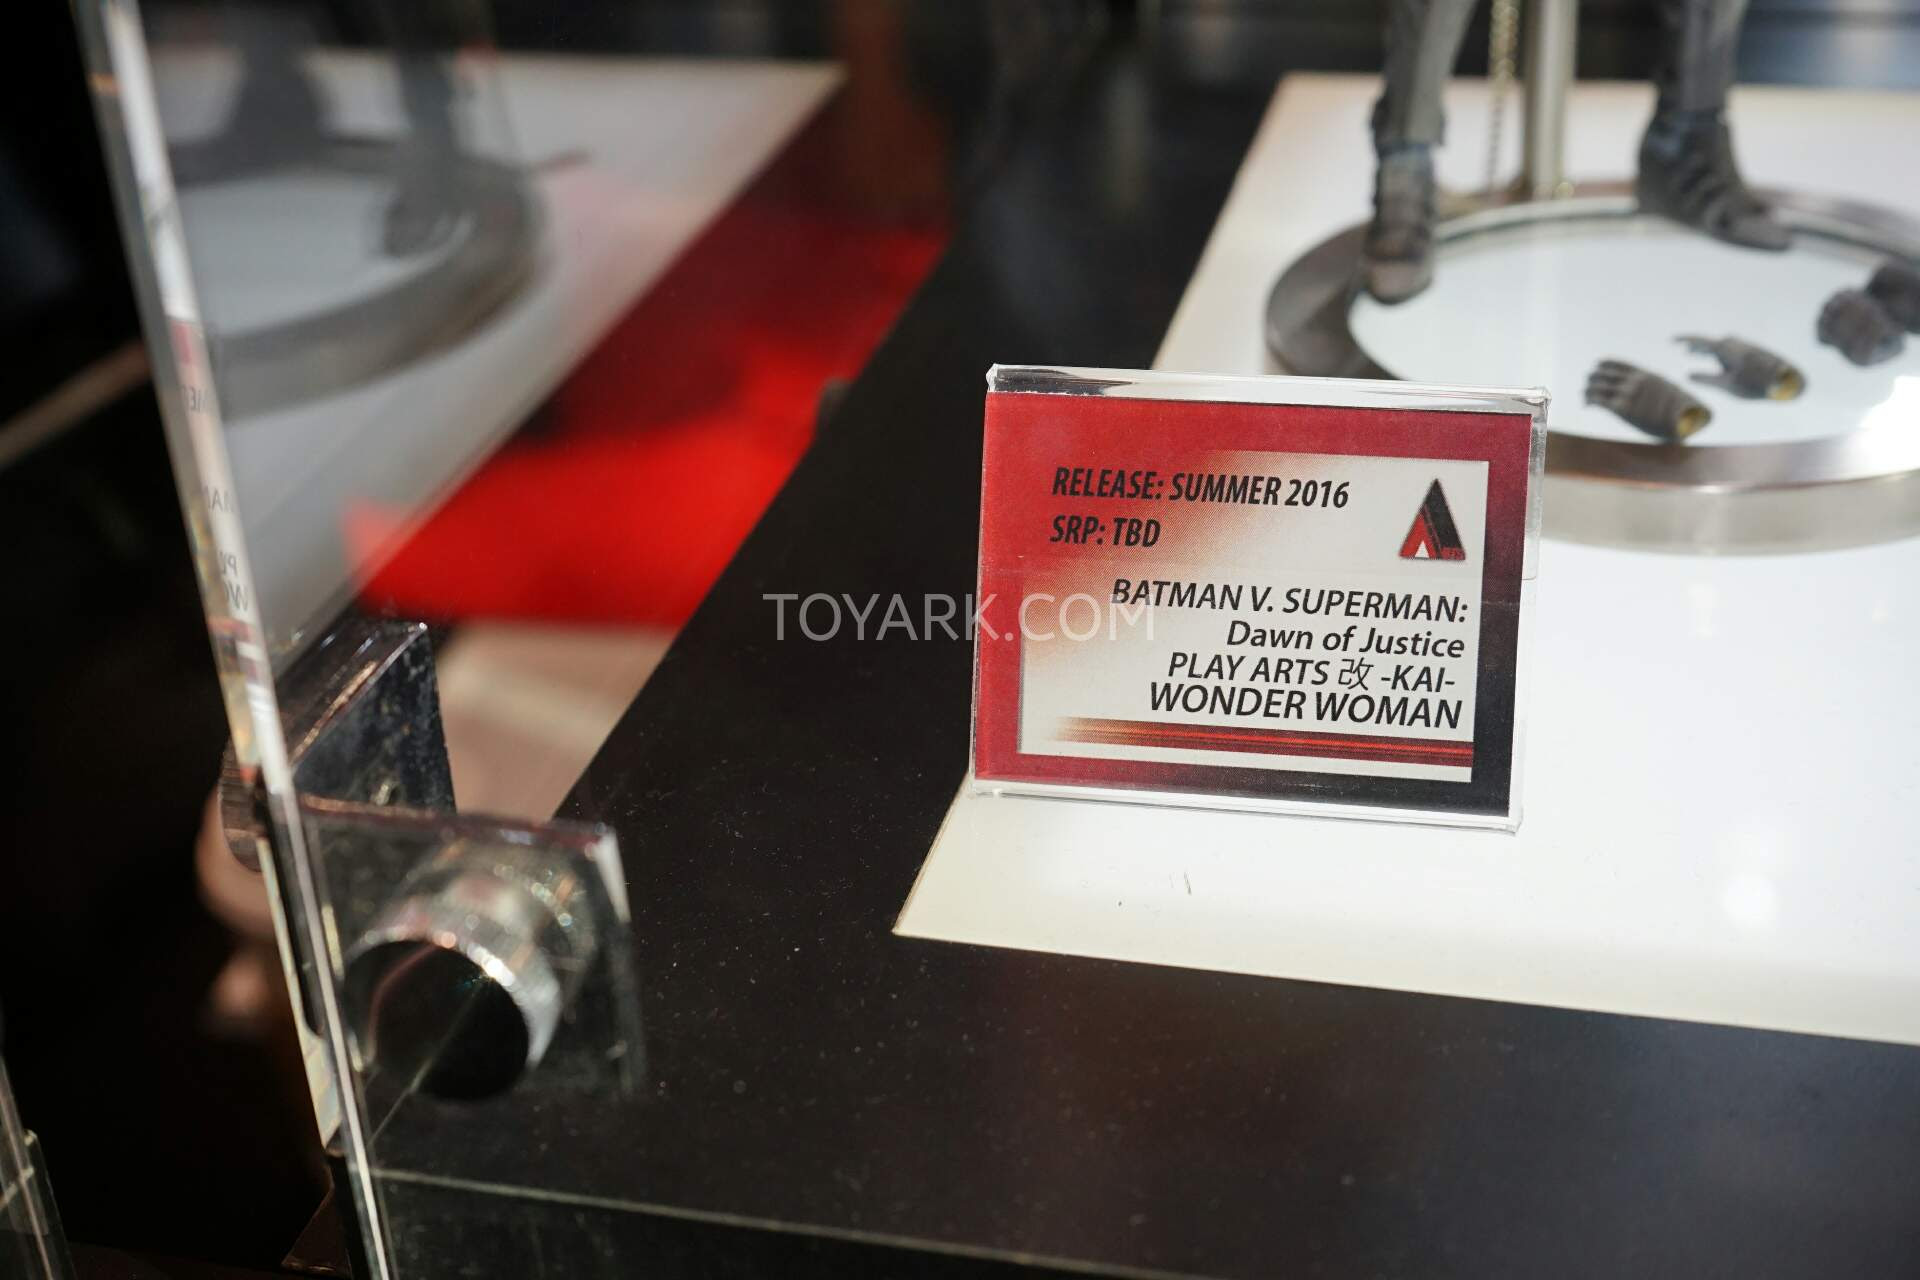 RELEASE: SUMMER 2016
SRP: TBD
BATMAN V. SUPERMAN:
Dawn of Justice
PLAY ARTS 改 -KAI-
WONDER WOMAN
TOYARK.COM